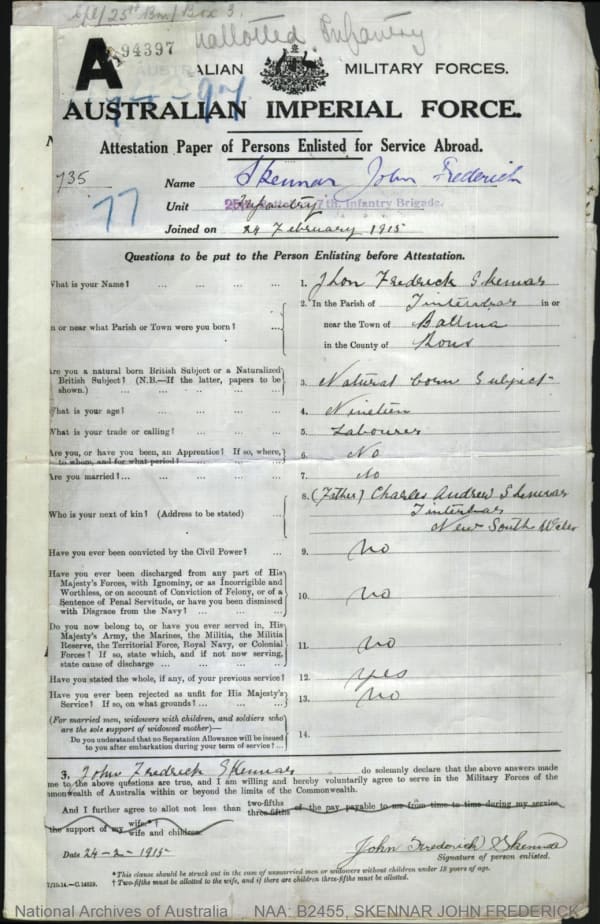 Cpl/25th Bn/Box 3.
Unallotted Infantry
A 94397
AUSTRALIAN MILITARY FORCES.
AUSTRALIAN IMPERIAL FORCE.
Attestation Paper of Persons Enlisted for Service Abroad.
735
77
Name Skennar John Frederick
Unit Infantry 7th Infantry Brigade.
Joined on 24 February 1915
Questions to be put to the Person Enlisting before Attestation.
What is your Name? ... ... ... ... 1. Jhon Fredrick Skennar
In or near what Parish or Town were you born? ... 2. In the Parish of Tintenbar in or
near the Town of Ballina
in the County of Rous
Are you a natural born British Subject or a Naturalized
British Subject? (N.B.—If the latter, papers to be
shown.) ... ... ... ... 3. Natural born Subject
What is your age? ... ... ... ... 4. Nineteen
What is your trade or calling? ... ... ... 5. Labourer
Are you, or have you been, an Apprentice? If so, where,
to whom, and for what period? ... ... 6. No
Are you married?... ... ... ... 7. No
Who is your next of kin? (Address to be stated) ... 8. (Father) Charles Andrew Skennar
Tintenbar
New South Wales
Have you ever been convicted by the Civil Power? ... 9. no
Have you ever been discharged from any part of His
Majesty's Forces, with Ignominy, or as Incorrigible and
Worthless, or on account of Conviction of Felony, or of a
Sentence of Penal Servitude, or have you been dismissed
with Disgrace from the Navy? ... ... 10. no
Do you now belong to, or have you ever served in, His
Majesty's Army, the Marines, the Militia, the Militia
Reserve, the Territorial Force, Royal Navy, or Colonial
Forces? If so, state which, and if not now serving,
state cause of discharge ... ... ... 11. no
Have you stated the whole, if any, of your previous service? 12. yes
Have you ever been rejected as unfit for His Majesty's
Service? If so, on what grounds? ... ... 13. no
(For married men, widowers with children, and soldiers who
are the sole support of widowed mother)—
Do you understand that no Separation Allowance will be issued
to you after embarkation during your term of service? ... 14.
I, John Fredrick Skennar do solemnly declare that the above answers made
me to the above questions are true, and I am willing and hereby voluntarily agree to serve in the Military Forces of the
Commonwealth of Australia within or beyond the limits of the Commonwealth.
And I further agree to allot not less than two-fifths
three-fifths of the pay payable to me from time to time during my service
the support of my wife*†
wife and children
Date 24-2-1915 John Frederick Skennar
Signature of person enlisted.
*This clause should be struck out in the case of unmarried men or widowers without children under 18 years of age.
†Two-fifths must be allotted to the wife, and if there are children three-fifths must be allotted.
7/10.14.—C.14819.
National Archives of Australia NAA: B2455, SKENNAR JOHN FREDERICK